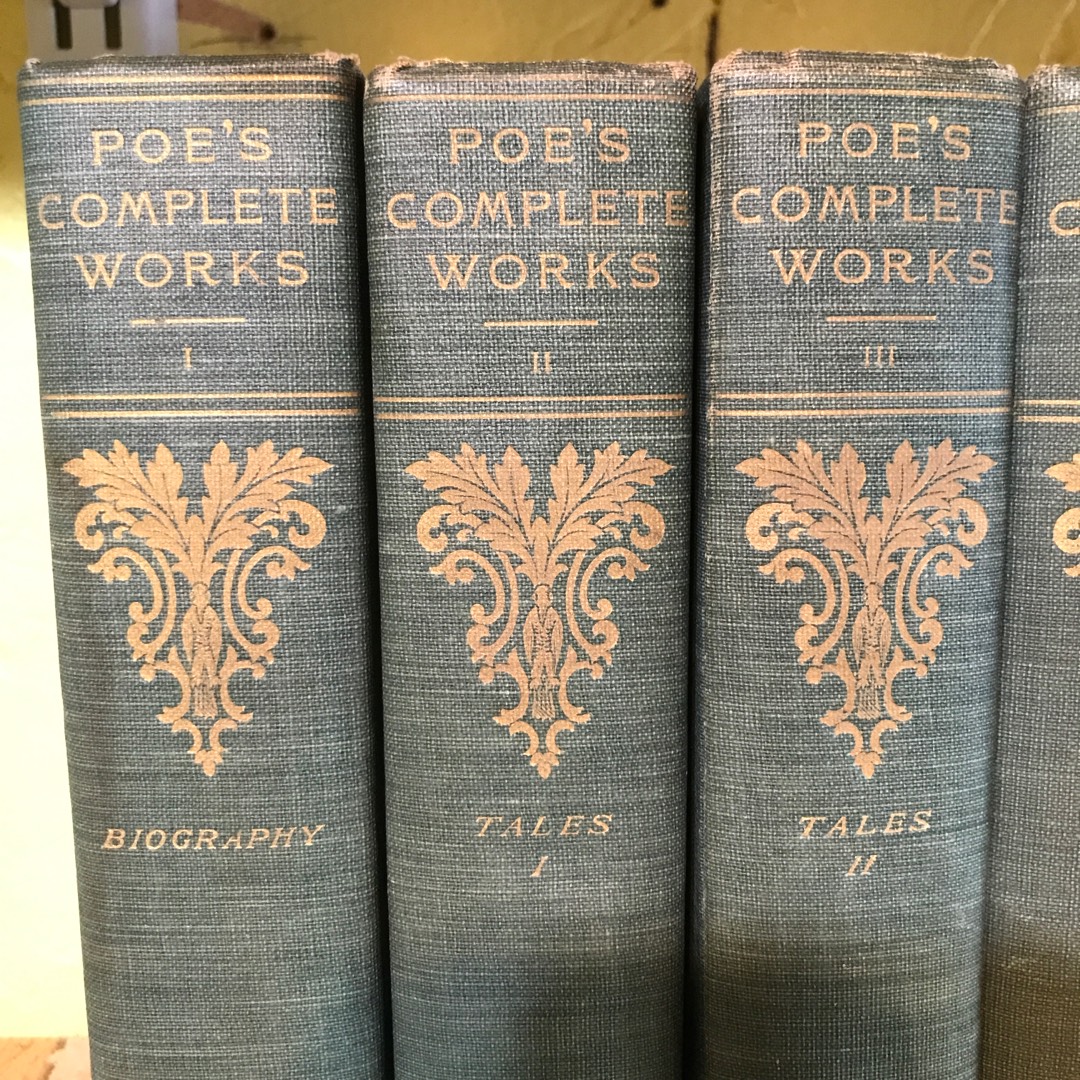 POE'S
COMPLETE
WORKS
I
BIOGRAPHY
POE'S
COMPLETE
WORKS
II
TALES
I
POE'S
COMPLETE
WORKS
III
TALES
II
C